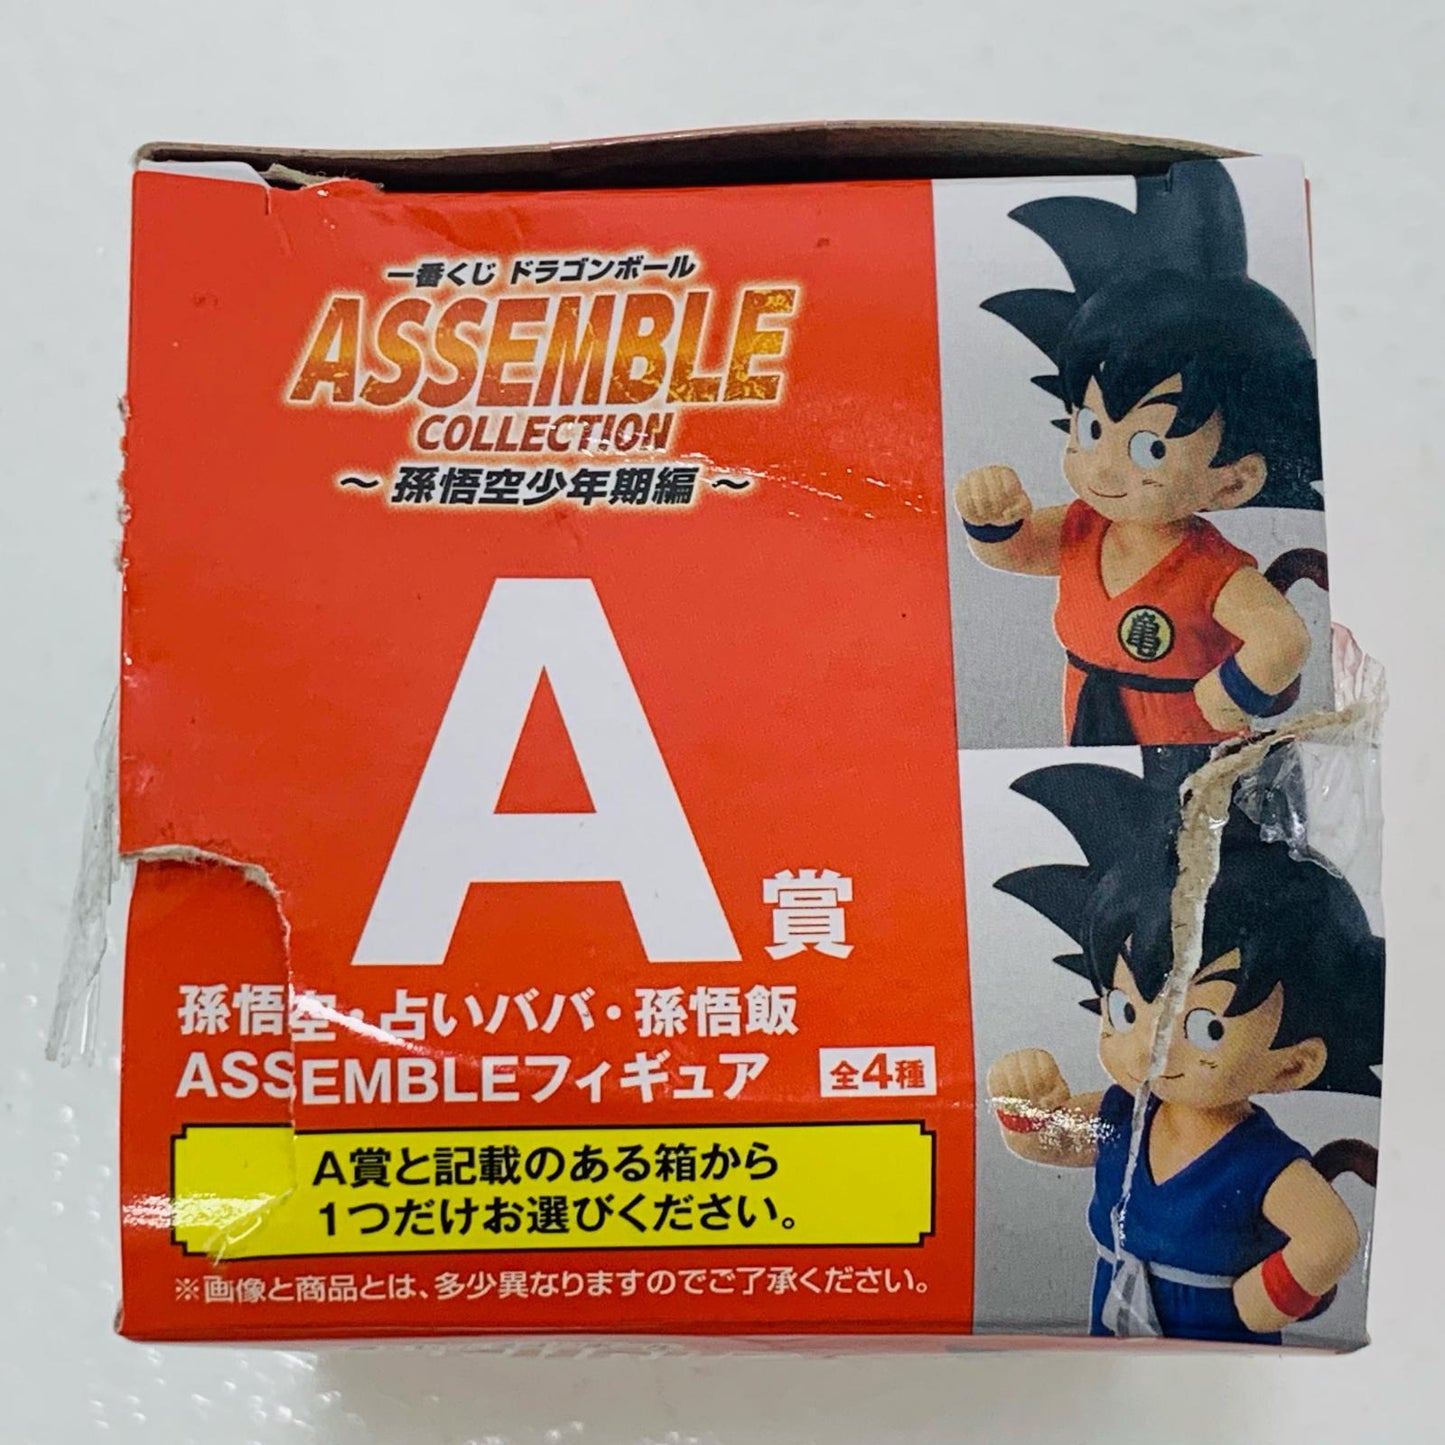 一番くじ ドラゴンボール
ASSEMBLE
COLLECTION
～孫悟空少年期編～
A賞
孫悟空・占いババ・孫悟飯
ASSEMBLEフィギュア 全4種
A賞と記載のある箱から
1つだけお選びください。
※画像と商品とは、多少異なりますのでご了承ください。
亀